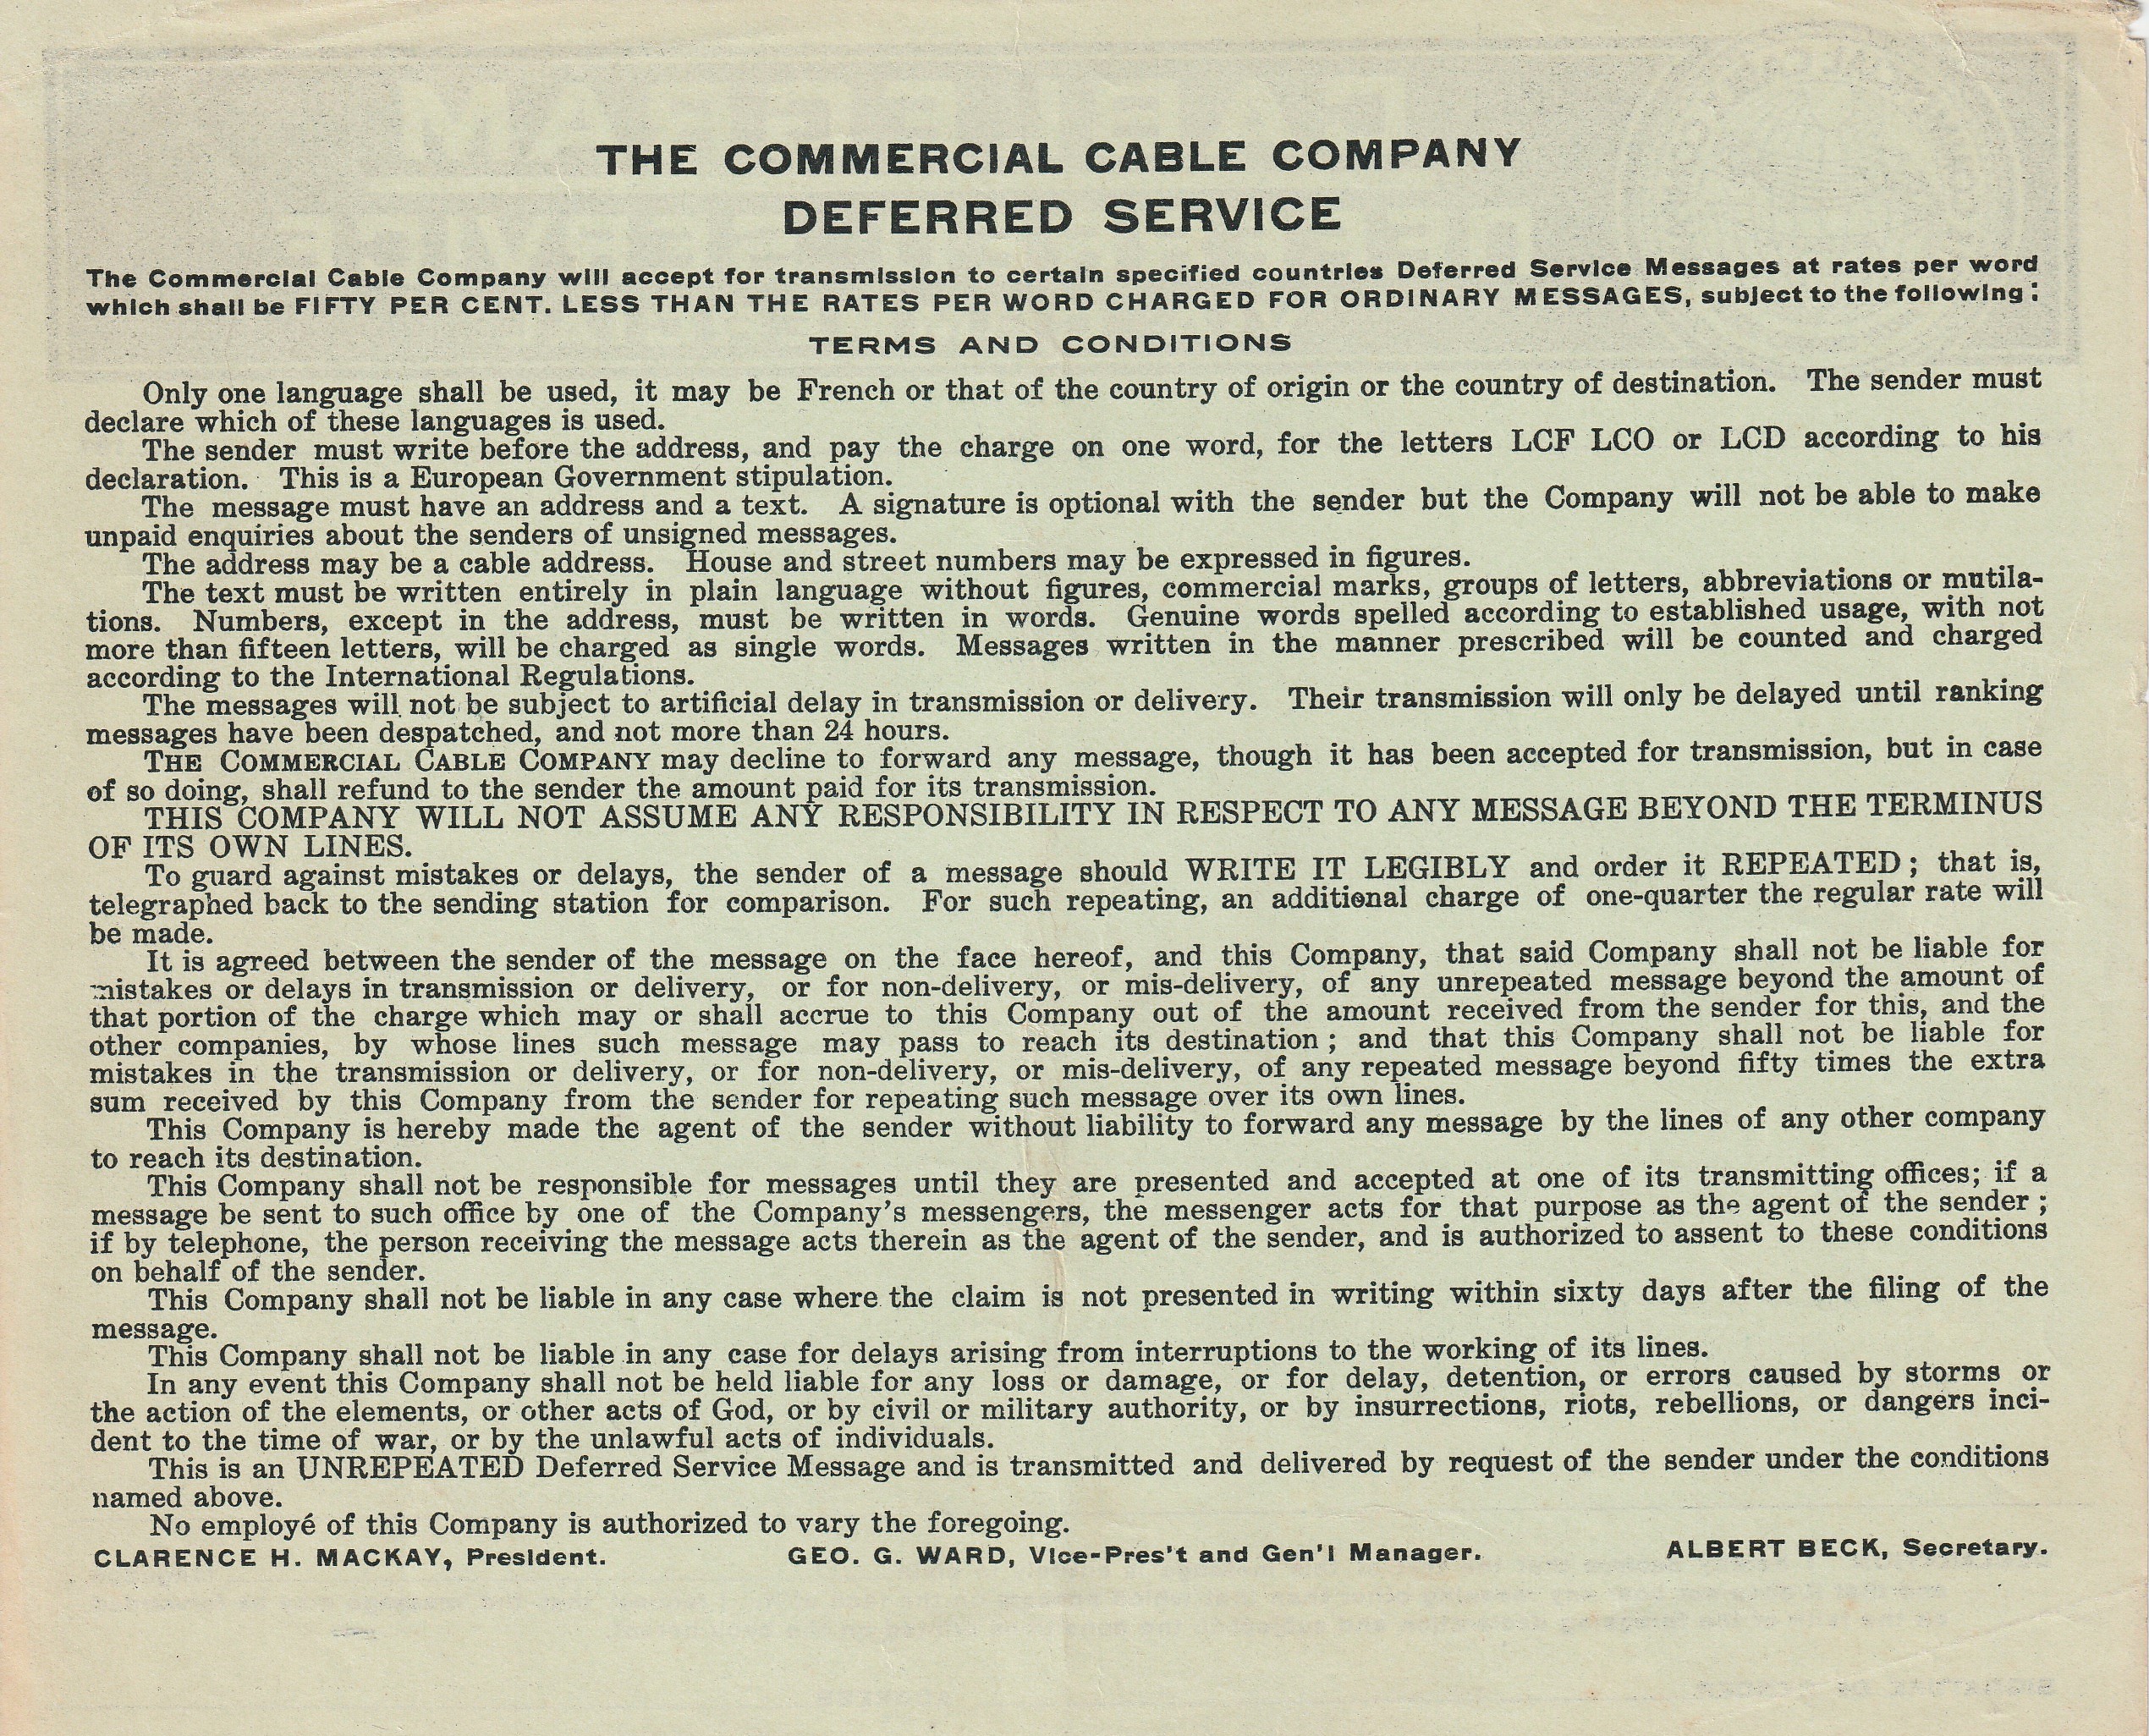 THE COMMERCIAL CABLE COMPANY
DEFERRED SERVICE
The Commercial Cable Company will accept for transmission to certain specified countries Deferred Service Messages at rates per word
which shall be FIFTY PER CENT. LESS THAN THE RATES PER WORD CHARGED FOR ORDINARY MESSAGES, subject to the following:
TERMS AND CONDITIONS
Only one language shall be used, it may be French or that of the country of origin or the country of destination. The sender must
declare which of these languages is used.
The sender must write before the address, and pay the charge on one word, for the letters LCF LCO or LCD according to his
declaration. This is a European Government stipulation.
The message must have an address and a text. A signature is optional with the sender but the Company will not be able to make
unpaid enquiries about the senders of unsigned messages.
The address may be a cable address. House and street numbers may be expressed in figures.
The text must be written entirely in plain language without figures, commercial marks, groups of letters, abbreviations or mutila-
tions. Numbers, except in the address, must be written in words. Genuine words spelled according to established usage, with not
more than fifteen letters, will be charged as single words. Messages written in the manner prescribed will be counted and charged
according to the International Regulations.
The messages will not be subject to artificial delay in transmission or delivery. Their transmission will only be delayed until ranking
messages have been despatched, and not more than 24 hours.
THE COMMERCIAL CABLE COMPANY may decline to forward any message, though it has been accepted for transmission, but in case
of so doing, shall refund to the sender the amount paid for its transmission.
THIS COMPANY WILL NOT ASSUME ANY RESPONSIBILITY IN RESPECT TO ANY MESSAGE BEYOND THE TERMINUS
OF ITS OWN LINES.
To guard against mistakes or delays, the sender of a message should WRITE IT LEGIBLY and order it REPEATED; that is,
telegraphed back to the sending station for comparison. For such repeating, an additional charge of one-quarter the regular rate will
be made.
It is agreed between the sender of the message on the face hereof, and this Company, that said Company shall not be liable for
mistakes or delays in transmission or delivery, or for non-delivery, or mis-delivery, of any unrepeated message beyond the amount of
that portion of the charge which may or shall accrue to this Company out of the amount received from the sender for this, and the
other companies, by whose lines such message may pass to reach its destination; and that this Company shall not be liable for
mistakes in the transmission or delivery, or for non-delivery, or mis-delivery, of any repeated message beyond fifty times the extra
sum received by this Company from the sender for repeating such message over its own lines.
This Company is hereby made the agent of the sender without liability to forward any message by the lines of any other company
to reach its destination.
This Company shall not be responsible for messages until they are presented and accepted at one of its transmitting offices; if a
message be sent to such office by one of the Company's messengers, the messenger acts for that purpose as the agent of the sender;
if by telephone, the person receiving the message acts therein as the agent of the sender, and is authorized to assent to these conditions
on behalf of the sender.
This Company shall not be liable in any case where the claim is not presented in writing within sixty days after the filing of the
message.
This Company shall not be liable in any case for delays arising from interruptions to the working of its lines.
In any event this Company shall not be held liable for any loss or damage, or for delay, detention, or errors caused by storms or
the action of the elements, or other acts of God, or by civil or military authority, or by insurrections, riots, rebellions, or dangers inci-
dent to the time of war, or by the unlawful acts of individuals.
This is an UNREPEATED Deferred Service Message and is transmitted and delivered by request of the sender under the conditions
named above.
No employé of this Company is authorized to vary the foregoing.
CLARENCE H. MACKAY, President. GEO. G. WARD, Vice-Pres't and Gen'l Manager. ALBERT BECK, Secretary.